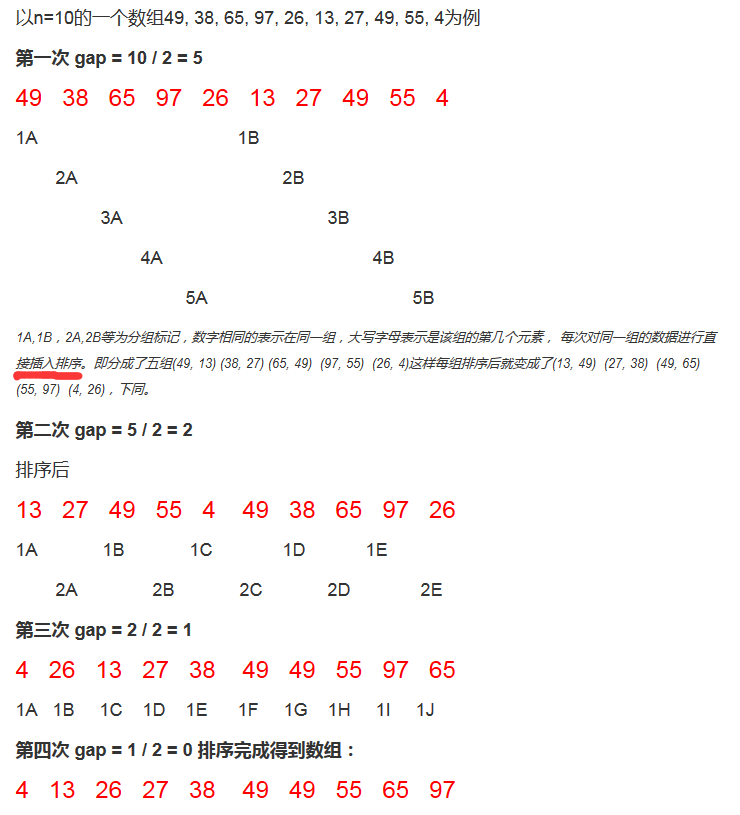 以n=10的一个数组49, 38, 65, 97, 26, 13, 27, 49, 55, 4为例
第一次 gap = 10 / 2 = 5
49 38 65 97 26 13 27 49 55 4
1A 1B
2A 2B
3A 3B
4A 4B
5A 5B
1A,1B，2A,2B等为分组标记，数字相同的表示在同一组，大写字母表示是该组的第几个元素， 每次对同一组的数据进行直
接插入排序。即分成了五组(49, 13) (38, 27) (65, 49) (97, 55) (26, 4)这样每组排序后就变成了(13, 49) (27, 38) (49, 65)
(55, 97) (4, 26)，下同。
第二次 gap = 5 / 2 = 2
排序后
13 27 49 55 4 49 38 65 97 26
1A 1B 1C 1D 1E
2A 2B 2C 2D 2E
第三次 gap = 2 / 2 = 1
4 26 13 27 38 49 49 55 97 65
1A 1B 1C 1D 1E 1F 1G 1H 1I 1J
第四次 gap = 1 / 2 = 0 排序完成得到数组：
4 13 26 27 38 49 49 55 65 97